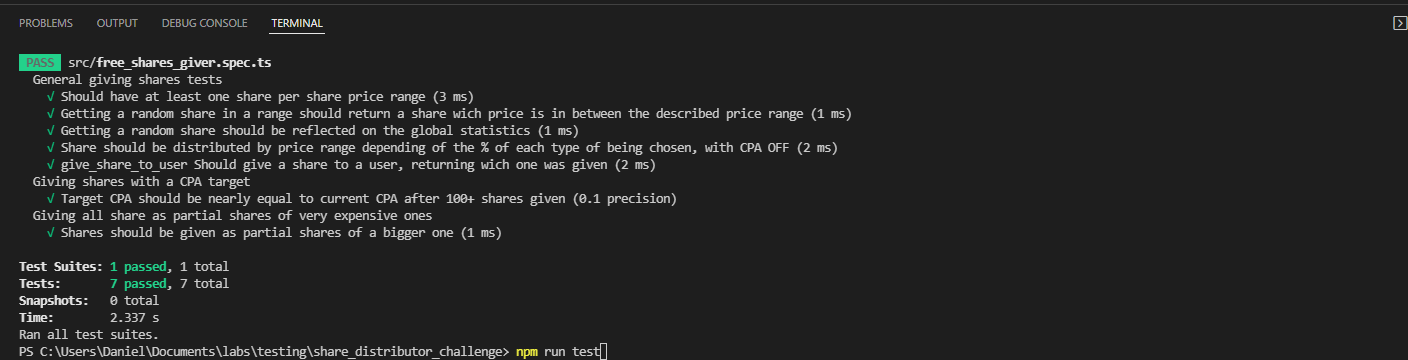 PROBLEMS OUTPUT DEBUG CONSOLE TERMINAL
PASS src/free_shares_giver.spec.ts
General giving shares tests
√ Should have at least one share per share price range (3 ms)
√ Getting a random share in a range should return a share wich price is in between the described price range (1 ms)
√ Getting a random share should be reflected on the global statistics (1 ms)
√ Share should be distributed by price range depending of the % of each type of being chosen, with CPA OFF (2 ms)
√ give_share_to_user Should give a share to a user, returning wich one was given (2 ms)
Giving shares with a CPA target
√ Target CPA should be nearly equal to current CPA after 100+ shares given (0.1 precision)
Giving all share as partial shares of very expensive ones
√ Shares should be given as partial shares of a bigger one (1 ms)
Test Suites: 1 passed, 1 total
Tests: 7 passed, 7 total
Snapshots: 0 total
Time: 2.337 s
Ran all test suites.
PS C:\Users\Daniel\Documents\labs\testing\share_distributor_challenge> npm run test